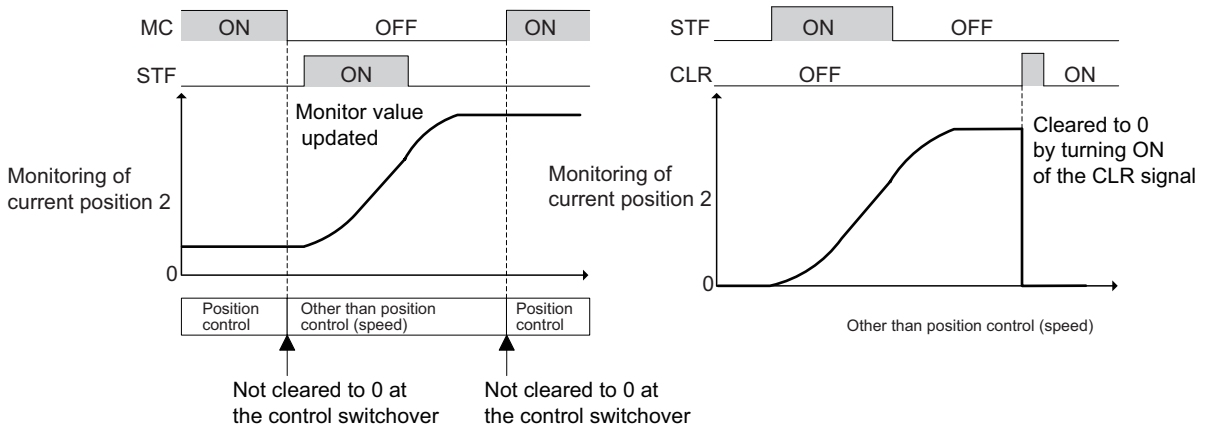 MC ON OFF ON
STF ON
Monitor value
updated
Monitoring of
current position 2
0
Position
control
Other than position
control (speed)
Position
control
Not cleared to 0 at
the control switchover
Not cleared to 0 at
the control switchover
STF ON OFF
CLR OFF ON
Cleared to 0
by turning ON
of the CLR signal
Monitoring of
current position 2
0
Other than position control (speed)